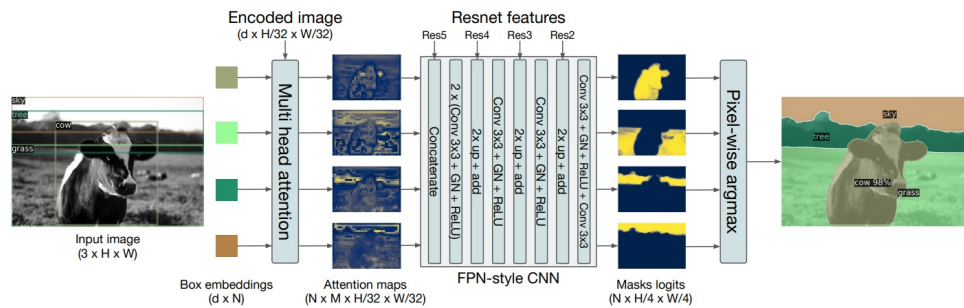 Encoded image
(d x H/32 x W/32)
Resnet features
Res5
Res4
Res3
Res2
sky
tree
cow
grass
Input image
(3 x H x W)
Box embeddings
(d x N)
Multi head attention
Attention maps
(N x M x H/32 x W/32)
Concatenate
2 x (Conv 3x3 + GN + ReLU)
2x up + add
Conv 3x3 + GN + ReLU
2x up + add
Conv 3x3 + GN + ReLU
2x up + add
Conv 3x3 + GN + ReLU + Conv 3x3
FPN-style CNN
Masks logits
(N x H/4 x W/4)
Pixel-wise argmax
sky
tree
cow 98%
grass